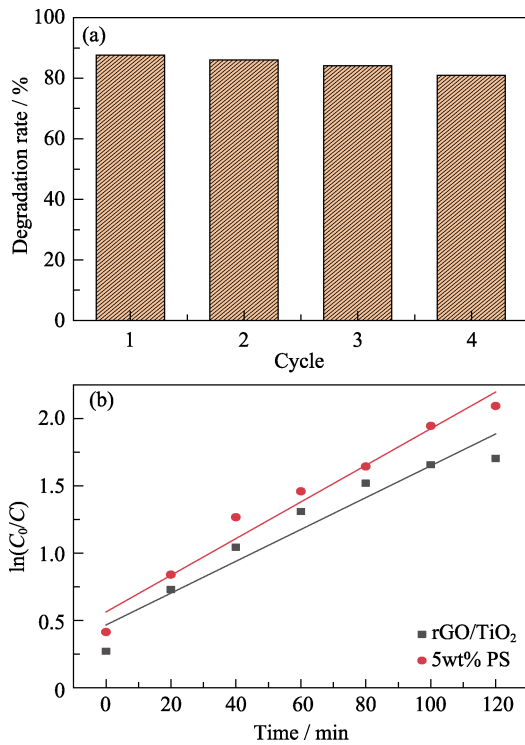 (a)
Degradation rate / %
100
80
60
40
20
0
1 2 3 4
Cycle
(b)
ln(C₀/C)
2.0
1.5
1.0
0.5
0
rGO/TiO₂
5wt% PS
0 20 40 60 80 100 120
Time / min